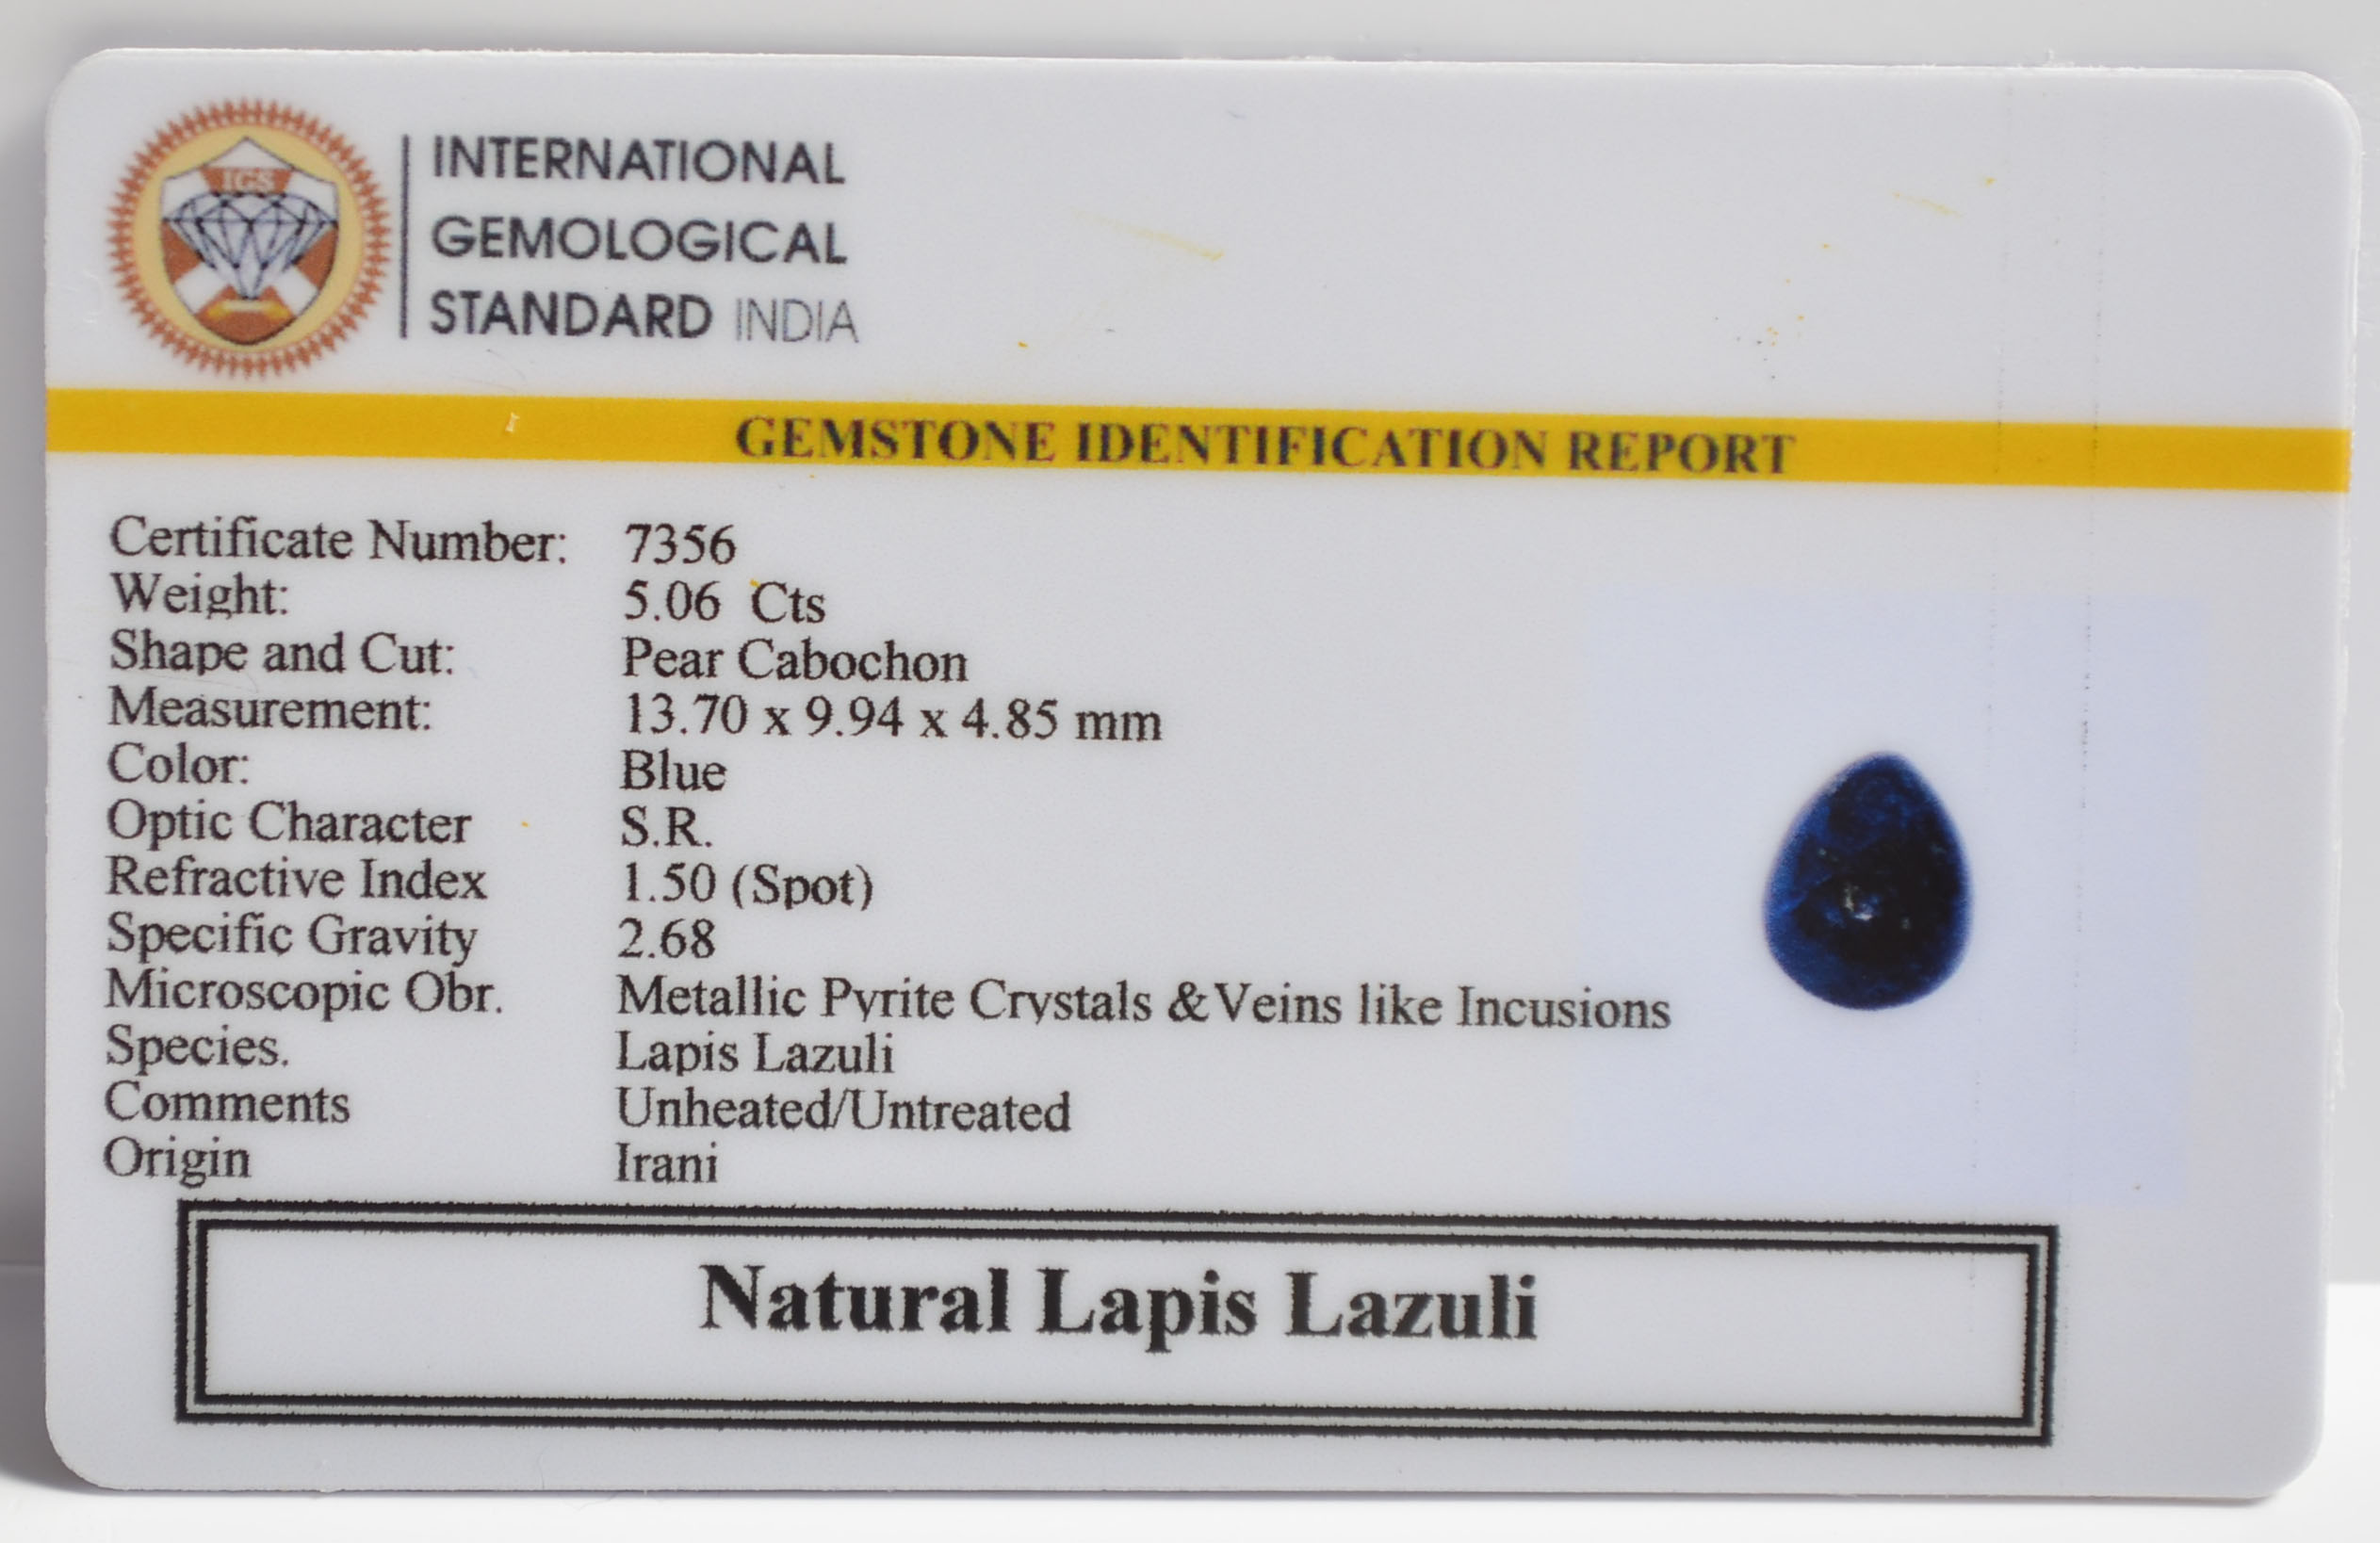 IGS
INTERNATIONAL
GEMOLOGICAL
STANDARD INDIA
GEMSTONE IDENTIFICATION REPORT
Certificate Number: 7356
Weight: 5.06 Cts
Shape and Cut: Pear Cabochon
Measurement: 13.70 x 9.94 x 4.85 mm
Color: Blue
Optic Character S.R.
Refractive Index 1.50 (Spot)
Specific Gravity 2.68
Microscopic Obr. Metallic Pyrite Crystals &Veins like Incusions
Species. Lapis Lazuli
Comments Unheated/Untreated
Origin Irani
Natural Lapis Lazuli